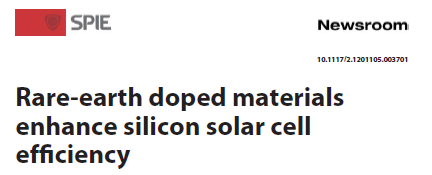 SPIE
Newsroom
10.1117/2.1201105.003701
Rare-earth doped materials
enhance silicon solar cell
efficiency